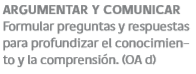 ARGUMENTAR Y COMUNICAR
Formular preguntas y respuestas
para profundizar el conocimien-
to y la comprensión. (OA d)